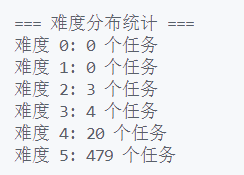 === 难度分布统计 ===
难度 0: 0 个任务
难度 1: 0 个任务
难度 2: 3 个任务
难度 3: 4 个任务
难度 4: 20 个任务
难度 5: 479 个任务